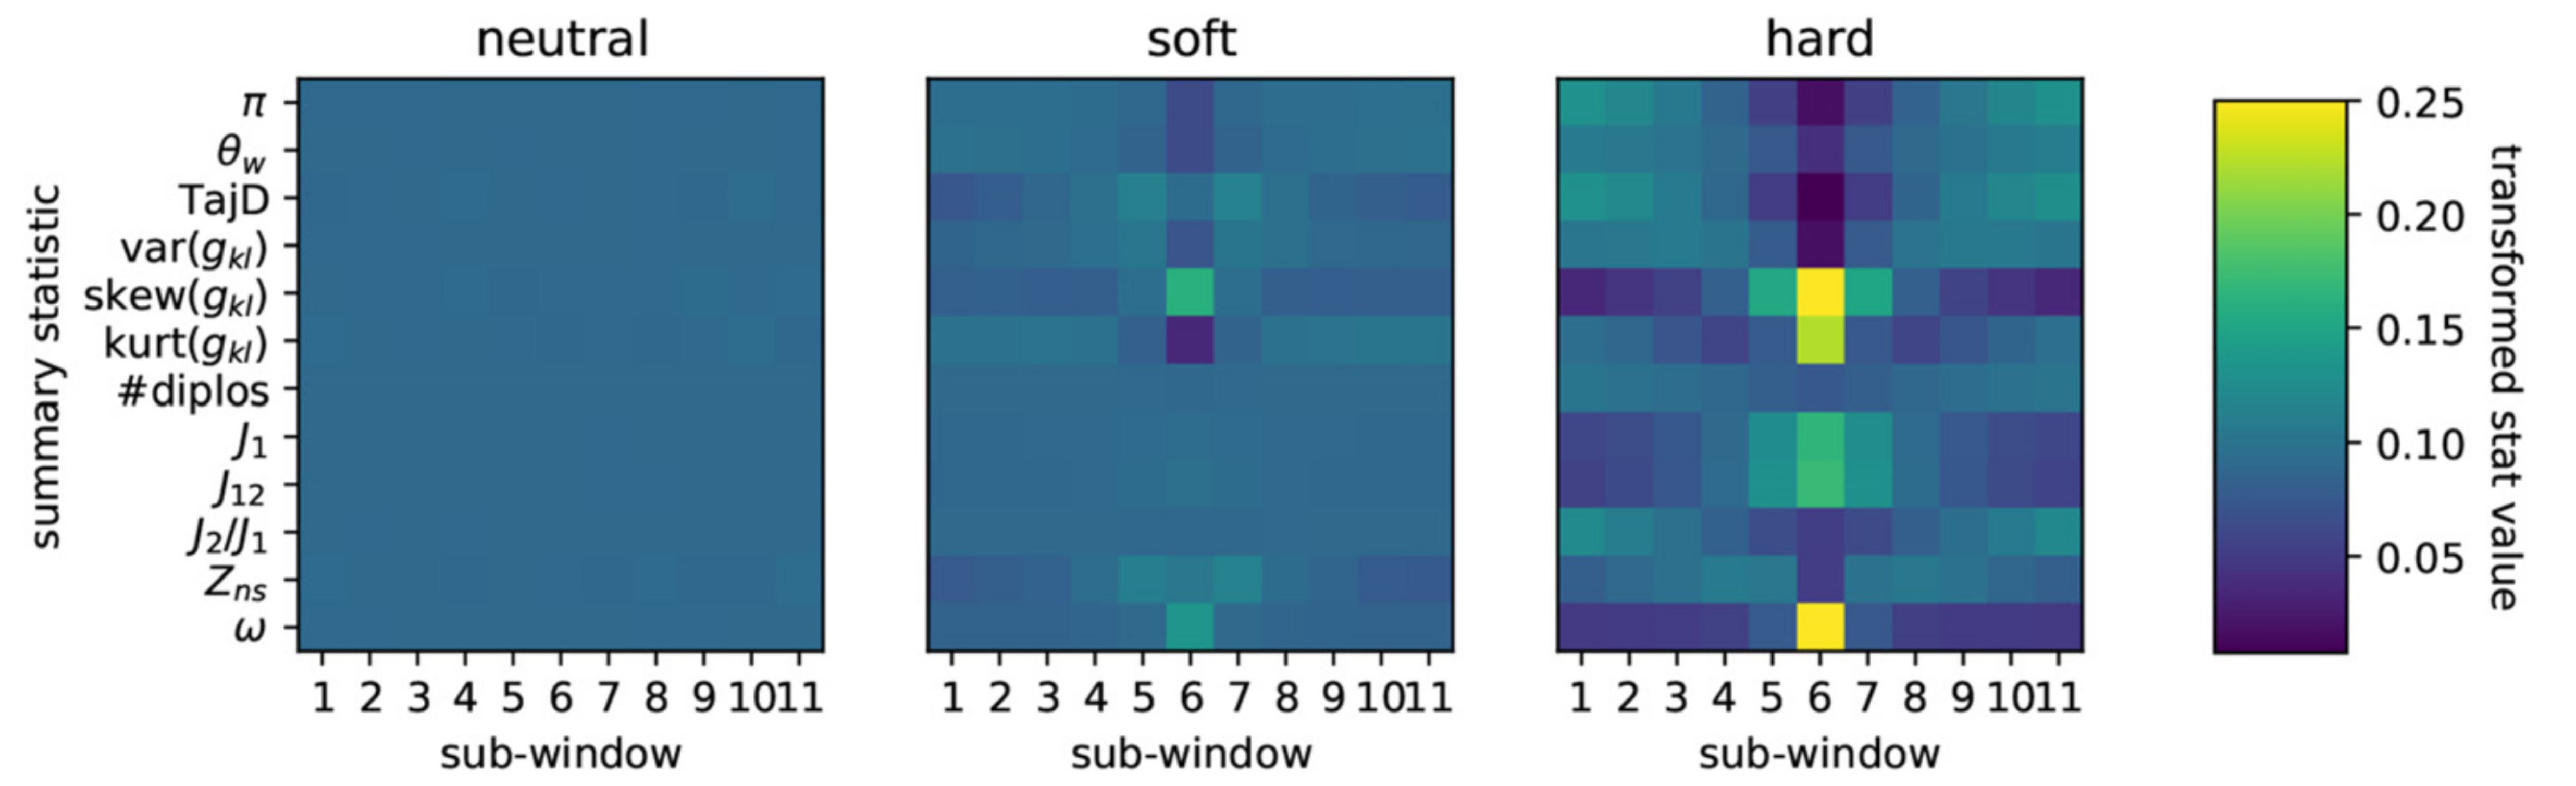 neutral soft hard
summary statistic
π
θw
TajD
var(gkl)
skew(gkl)
kurt(gkl)
#diplos
J1
J12
J2/J1
Zns
ω
1 2 3 4 5 6 7 8 9 10 11
sub-window
1 2 3 4 5 6 7 8 9 10 11
sub-window
1 2 3 4 5 6 7 8 9 10 11
sub-window
0.25
0.20
0.15
0.10
0.05
transformed stat value